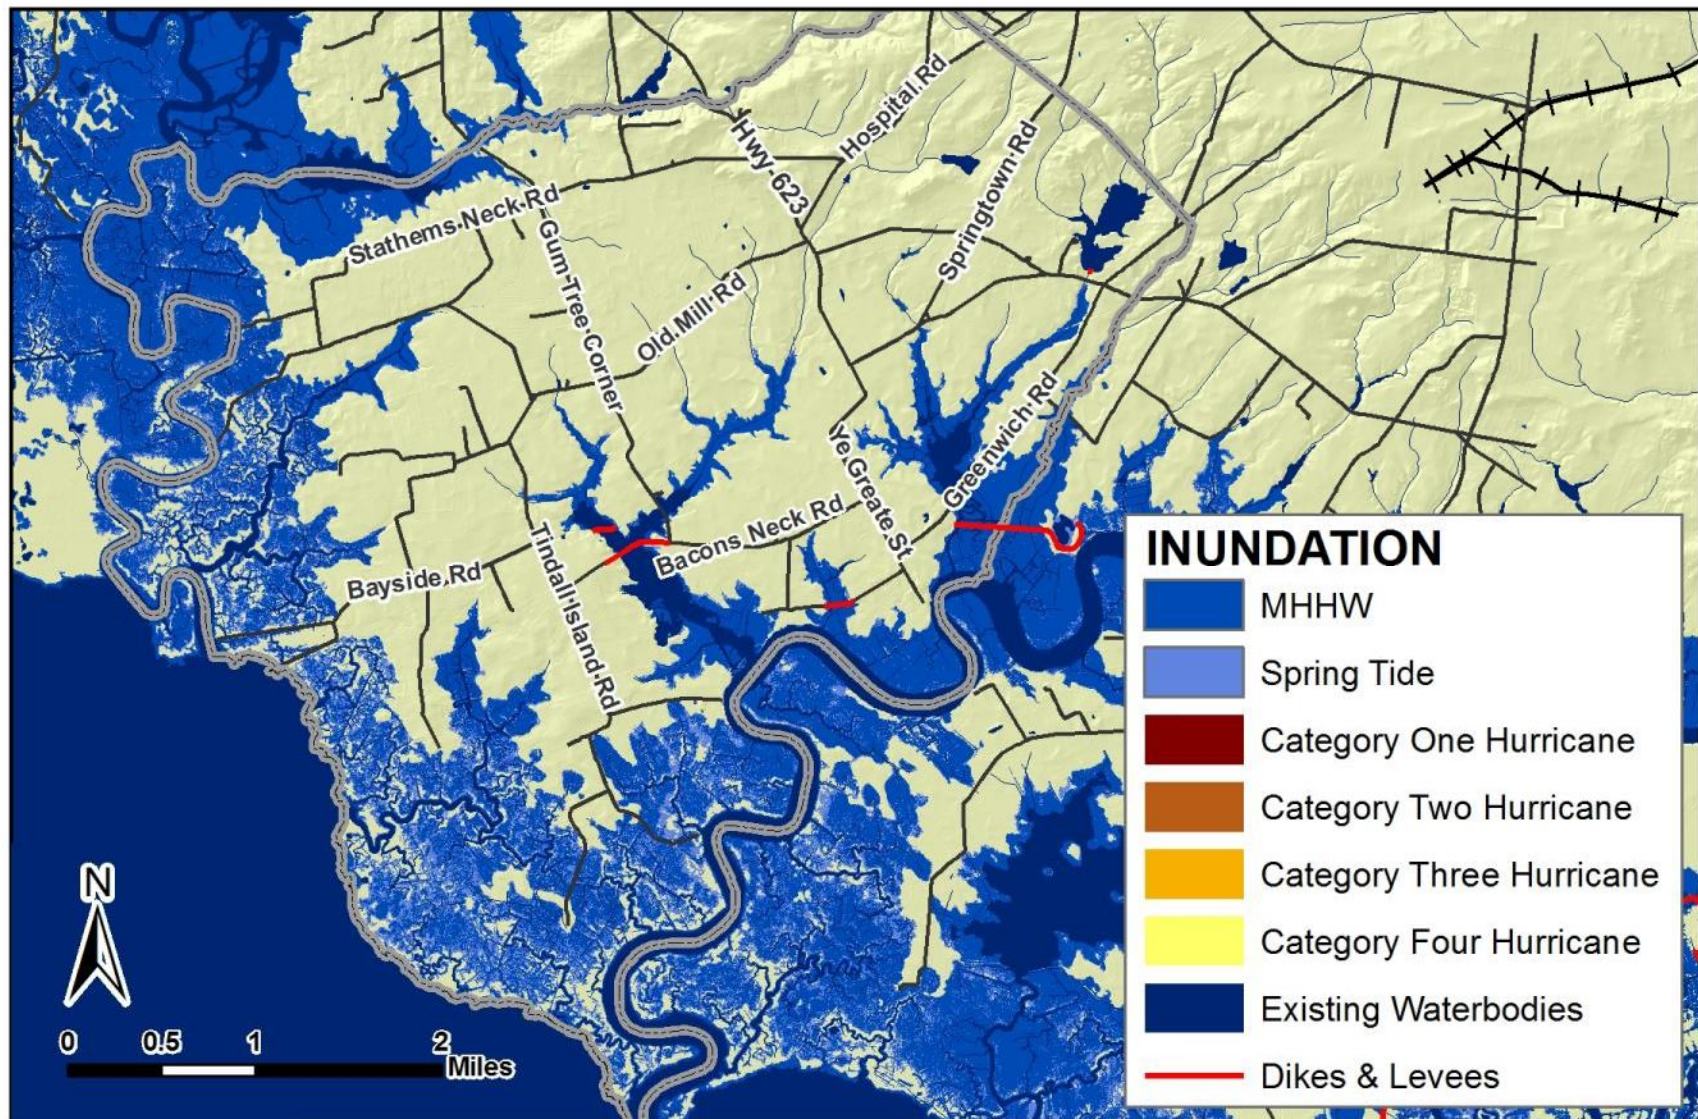 Hospital Rd
Hwy 623
Springtown Rd
Stathems Neck Rd
Gum Tree Corner
Old Mill Rd
Greenwich Rd
Ye Greate St
Bacons Neck Rd
Tindall Island Rd
Bayside Rd
INUNDATION
MHHW
Spring Tide
Category One Hurricane
Category Two Hurricane
Category Three Hurricane
Category Four Hurricane
Existing Waterbodies
Dikes & Levees
N
0 0.5 1 2
Miles